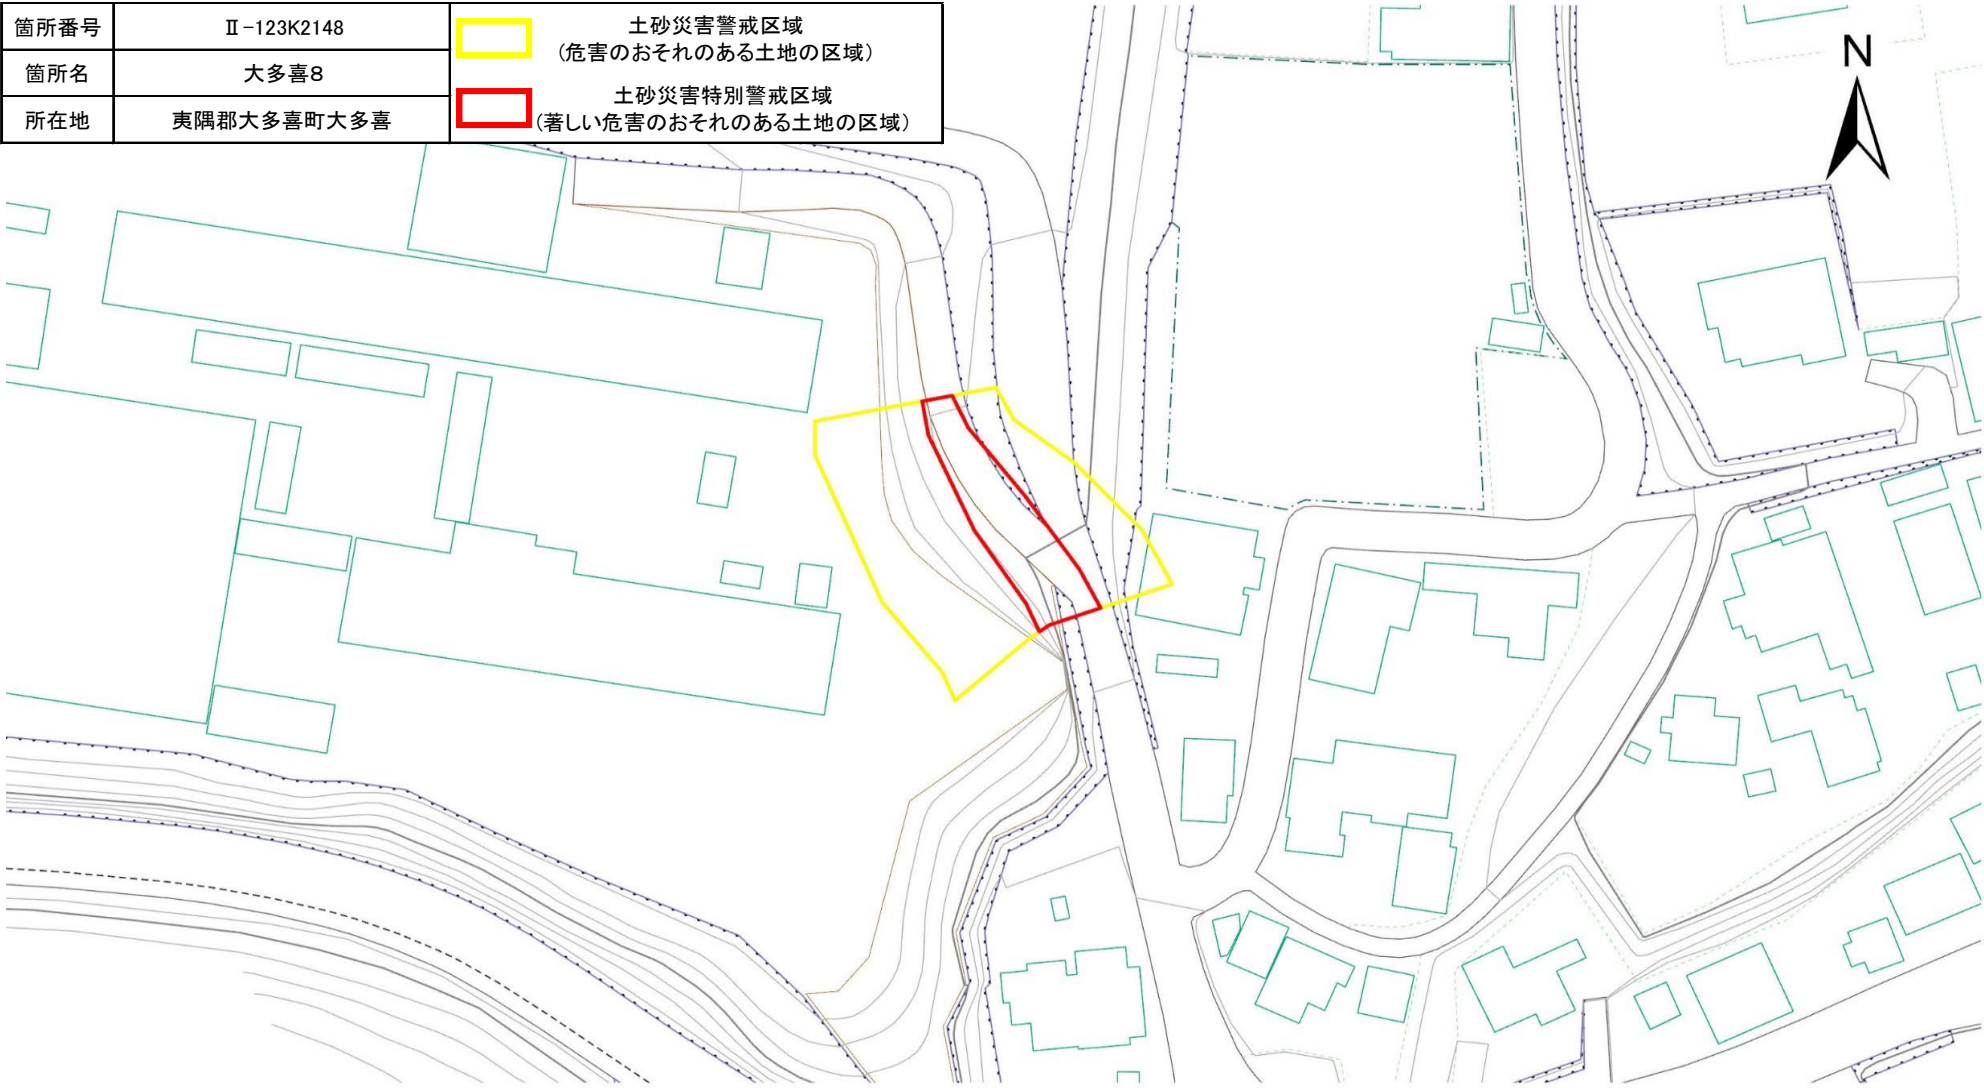 箇所番号 Ⅱ-123K2148
箇所名 大多喜8
所在地 夷隅郡大多喜町大多喜
土砂災害警戒区域
(危害のおそれのある土地の区域)
土砂災害特別警戒区域
(著しい危害のおそれのある土地の区域)
N